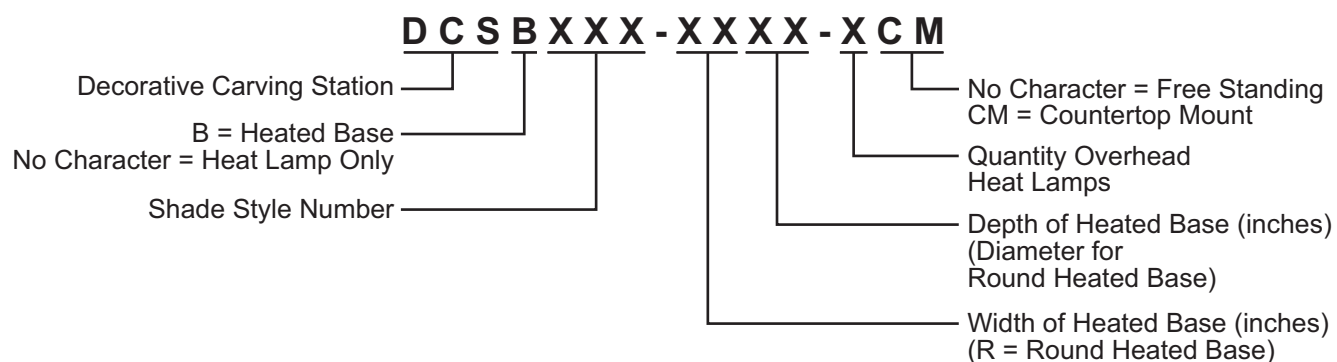 D C S B X X X - X X X X - X C M
Decorative Carving Station
B = Heated Base
No Character = Heat Lamp Only
Shade Style Number
No Character = Free Standing
CM = Countertop Mount
Quantity Overhead
Heat Lamps
Depth of Heated Base (inches)
(Diameter for
Round Heated Base)
Width of Heated Base (inches)
(R = Round Heated Base)